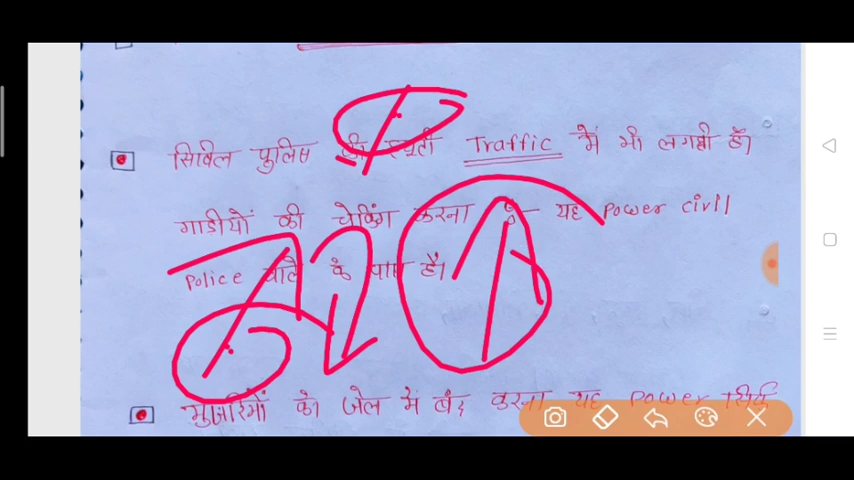 सिविल पुलिस की ड्यूटी Traffic में भी लगती हैं।
गाडीयों की चेकिंग करना यह Power civil
Police वाले के पास है।
मुजरिमों को जेल में बंद करना यह Power सिर्फ